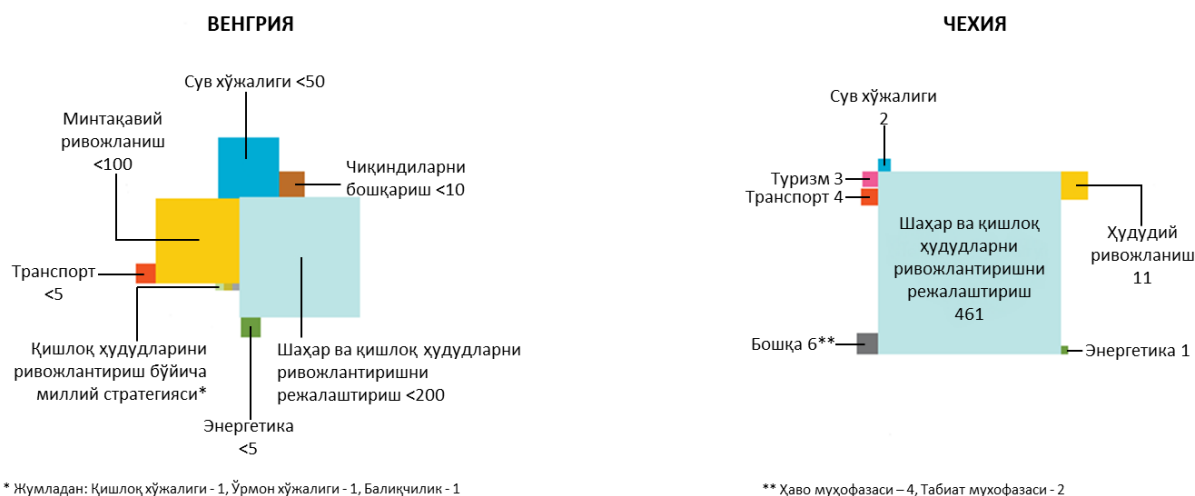 ВЕНГРИЯ
Сув хўжалиги <50
Минтақавий
ривожланиш
<100
Чиқиндиларни
бошқариш <10
Транспорт
<5
Қишлоқ ҳудудларини
ривожлантириш бўйича
миллий стратегияси*
Шаҳар ва қишлоқ ҳудудларни
ривожлантиришни
режалаштириш <200
Энергетика
<5
* Жумладан: Қишлоқ хўжалиги - 1, Ўрмон хўжалиги - 1, Балиқчилик - 1
ЧЕХИЯ
Сув хўжалиги
2
Туризм 3
Транспорт 4
Шаҳар ва қишлоқ
ҳудудларни
ривожлантиришни
режалаштириш
461
Ҳудудий
ривожланиш
11
Бошқа 6**
Энергетика 1
** Ҳаво муҳофазаси – 4, Табиат муҳофазаси - 2